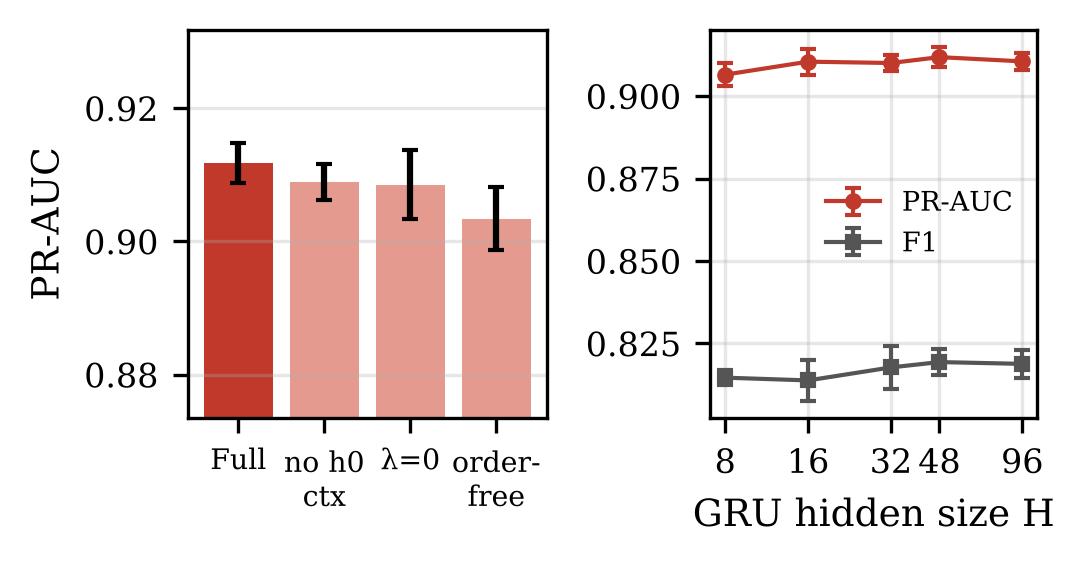 PR-AUC
0.92
0.90
0.88
Full
no h0
ctx
λ=0
order-
free
0.900
0.875
0.850
0.825
PR-AUC
F1
8
16
32
48
96
GRU hidden size H